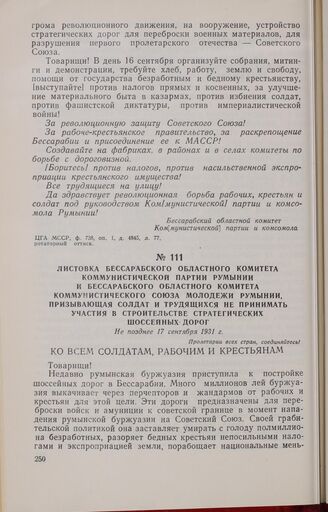 грома революционного движения, на вооружение, устройство
стратегических дорог для переброски военных материалов, для
разрушения первого пролетарского отечества — Советского
Союза.
Товарищи! В день 16 сентября организуйте собрания, митин-
ги и демонстрации, требуйте хлеб, работу, землю и свободу,
помощи от государства безработным и бедному крестьянству,
[выступайте] против налогов прямых и косвенных, за улучше-
ние материального быта в казармах, против избиения солдат,
против фашистской диктатуры, против империалистической
войны!
За революционную защиту Советского Союза!
За рабоче-крестьянское правительство, за раскрепощение
Бессарабии и присоединение ее к МАССР!
Создавайте на фабриках, в районах и в селах комитеты по
борьбе с дороговизной.
[Боритесь] против налогов, против насильственной экспро-
приации крестьянского имущества!
Все трудящиеся на улицу!
Да здравствует революционная борьба рабочих, крестьян и
солдат под руководством Ком[мунистической] партии и комсо-
мола Румынии!
Бессарабский областной комитет
Ком[мунистической] партии и комсомола
ЦГА МССР, ф. 738, оп. 1, д. 4845, л. 77,
ротаторный оттиск.
№ 111
ЛИСТОВКА БЕССАРАБСКОГО ОБЛАСТНОГО КОМИТЕТА
КОММУНИСТИЧЕСКОЙ ПАРТИИ РУМЫНИИ
И БЕССАРАБСКОГО ОБЛАСТНОГО КОМИТЕТА
КОММУНИСТИЧЕСКОГО СОЮЗА МОЛОДЕЖИ РУМЫНИИ,
ПРИЗЫВАЮЩАЯ СОЛДАТ И ТРУДЯЩИХСЯ НЕ ПРИНИМАТЬ
УЧАСТИЯ В СТРОИТЕЛЬСТВЕ СТРАТЕГИЧЕСКИХ
ШОССЕЙНЫХ ДОРОГ
Не позднее 17 сентября 1931 г.
Пролетарии всех стран, соединяйтесь!
КО ВСЕМ СОЛДАТАМ, РАБОЧИМ И КРЕСТЬЯНАМ
Товарищи!
Недавно румынская буржуазия приступила к постройке
шоссейных дорог в Бессарабии. Много миллионов лей буржуа-
зия выкачивает через перчепторов и жандармов от рабочих и
крестьян для этой цели. Эти дороги предназначены для пере-
броски войск и амуниции к советской границе в момент напа-
дения румынской буржуазии на Советский Союз. Своей граби-
тельской политикой она заставляет умирать с голоду полмиллио-
на безработных, разоряет бедных крестьян непосильными нало-
гами и экспроприацией земли, порабощает национальные мень-
250